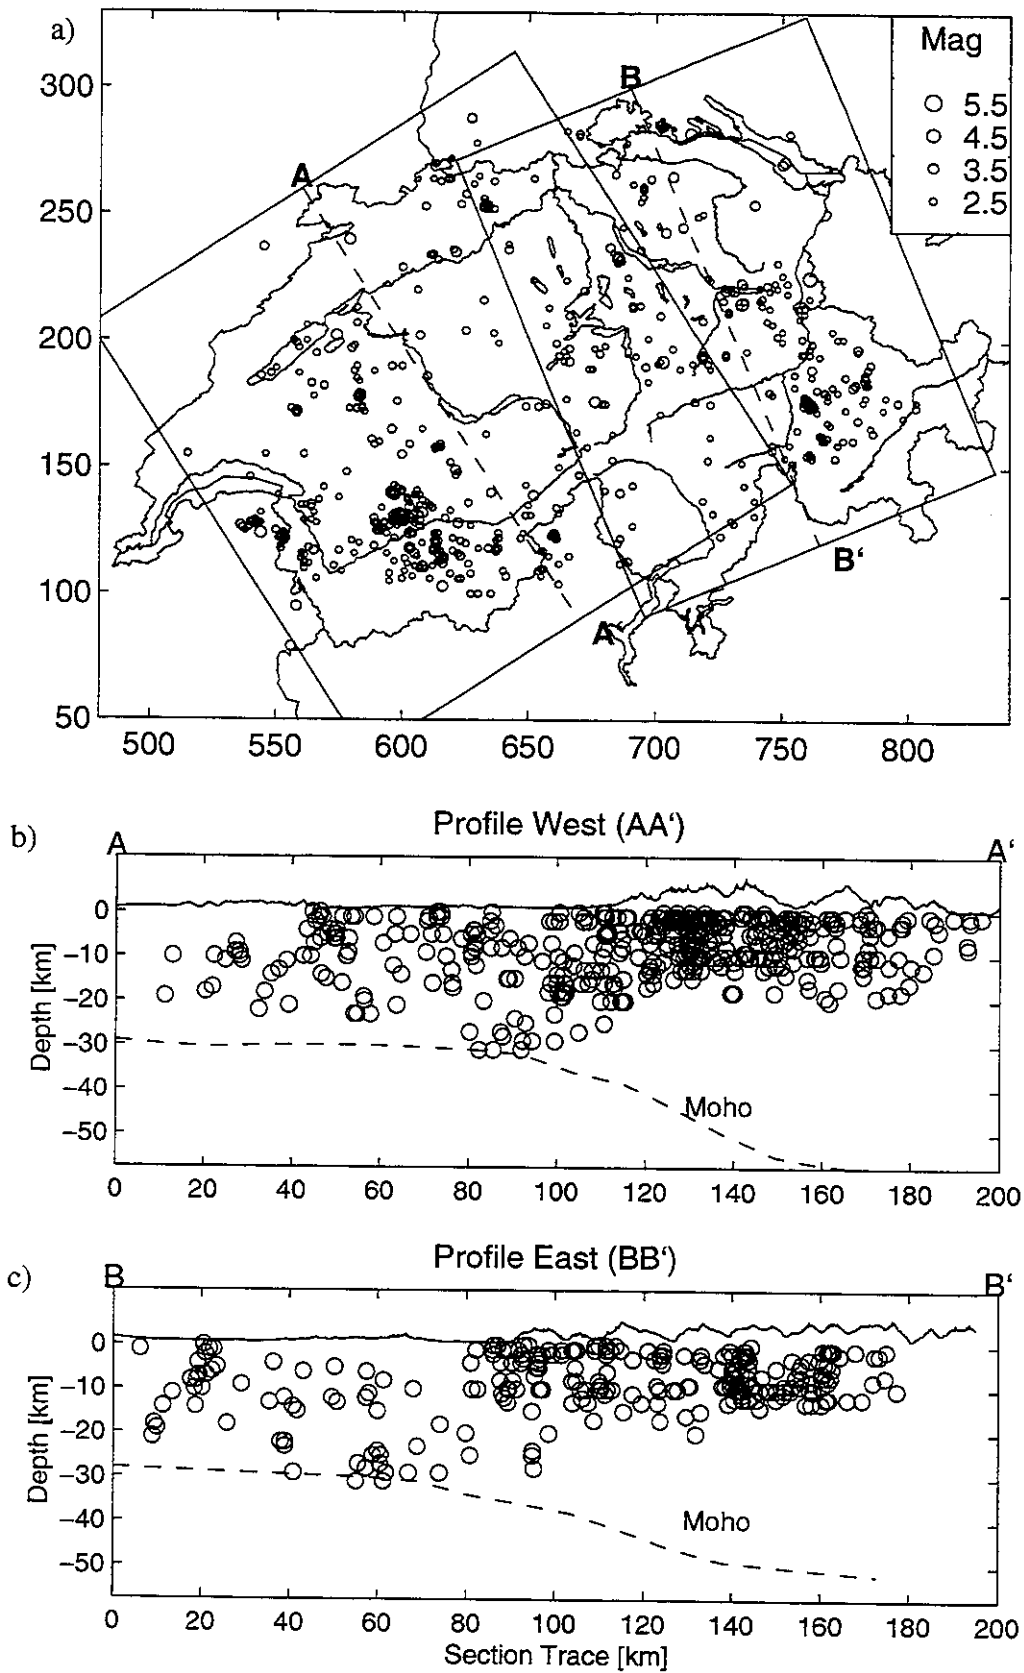 a)
Mag
5.5
4.5
3.5
2.5
300
250
200
150
100
50
B
A
B‘
A‘
500
550
600
650
700
750
800
b)
Profile West (AA‘)
A
A‘
0
−10
−20
−30
−40
−50
Depth [km]
Moho
0
20
40
60
80
100
120
140
160
180
200
c)
Profile East (BB‘)
B
B‘
0
−10
−20
−30
−40
−50
Depth [km]
Moho
0
20
40
60
80
100
120
140
160
180
200
Section Trace [km]